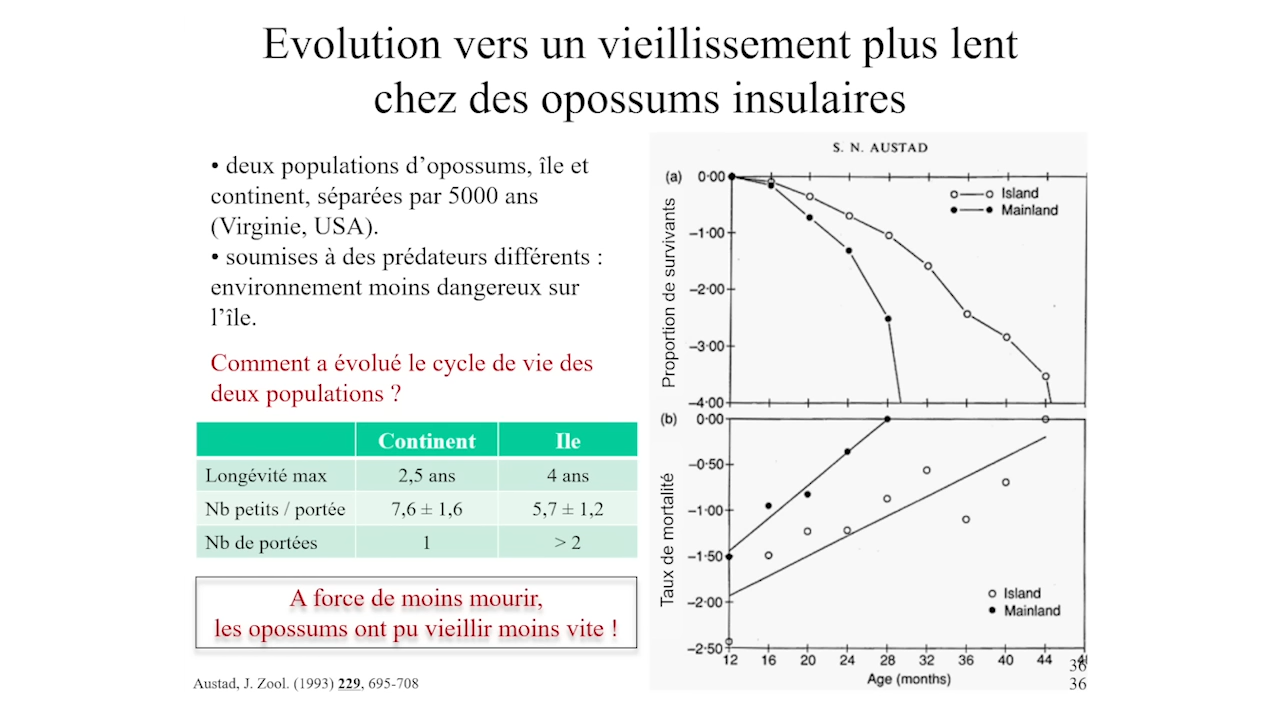 Evolution vers un vieillissement plus lent
chez des opossums insulaires
• deux populations d’opossums, île et
continent, séparées par 5000 ans
(Virginie, USA).
• soumises à des prédateurs différents :
environnement moins dangereux sur
l’île.
Comment a évolué le cycle de vie des
deux populations ?
Continent Ile
Longévité max 2,5 ans 4 ans
Nb petits / portée 7,6 ± 1,6 5,7 ± 1,2
Nb de portées 1 > 2
A force de moins mourir,
les opossums ont pu vieillir moins vite !
Austad, J. Zool. (1993) 229, 695-708
S. N. AUSTAD
(a)
Proportion de survivants
0·00
−1·00
−2·00
−3·00
−4·00
Island
Mainland
(b)
Taux de mortalité
0·00
−0·50
−1·00
−1·50
−2·00
−2·50
Island
Mainland
12 16 20 24 28 32 36 40 44
Age (months)
36
36